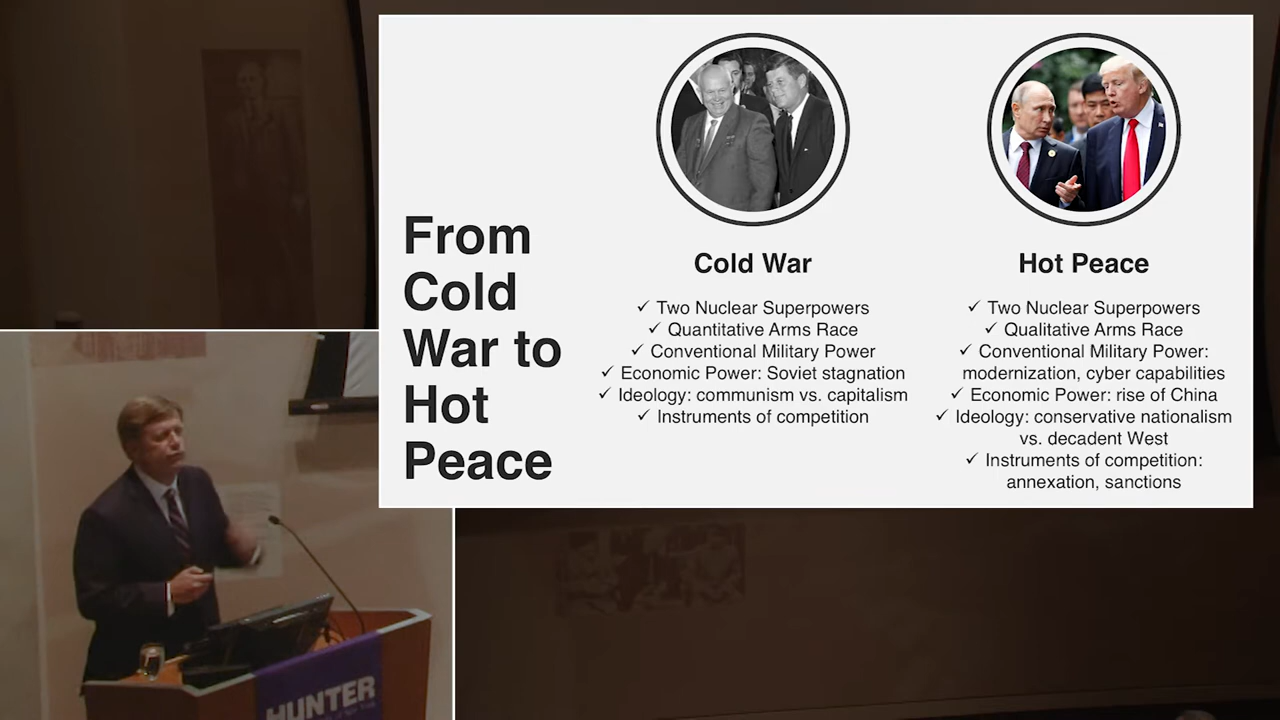 From
Cold
War to
Hot
Peace
Cold War
✓ Two Nuclear Superpowers
✓ Quantitative Arms Race
✓ Conventional Military Power
✓ Economic Power: Soviet stagnation
✓ Ideology: communism vs. capitalism
✓ Instruments of competition
Hot Peace
✓ Two Nuclear Superpowers
✓ Qualitative Arms Race
✓ Conventional Military Power:
modernization, cyber capabilities
✓ Economic Power: rise of China
✓ Ideology: conservative nationalism
vs. decadent West
✓ Instruments of competition:
annexation, sanctions
HUNTER